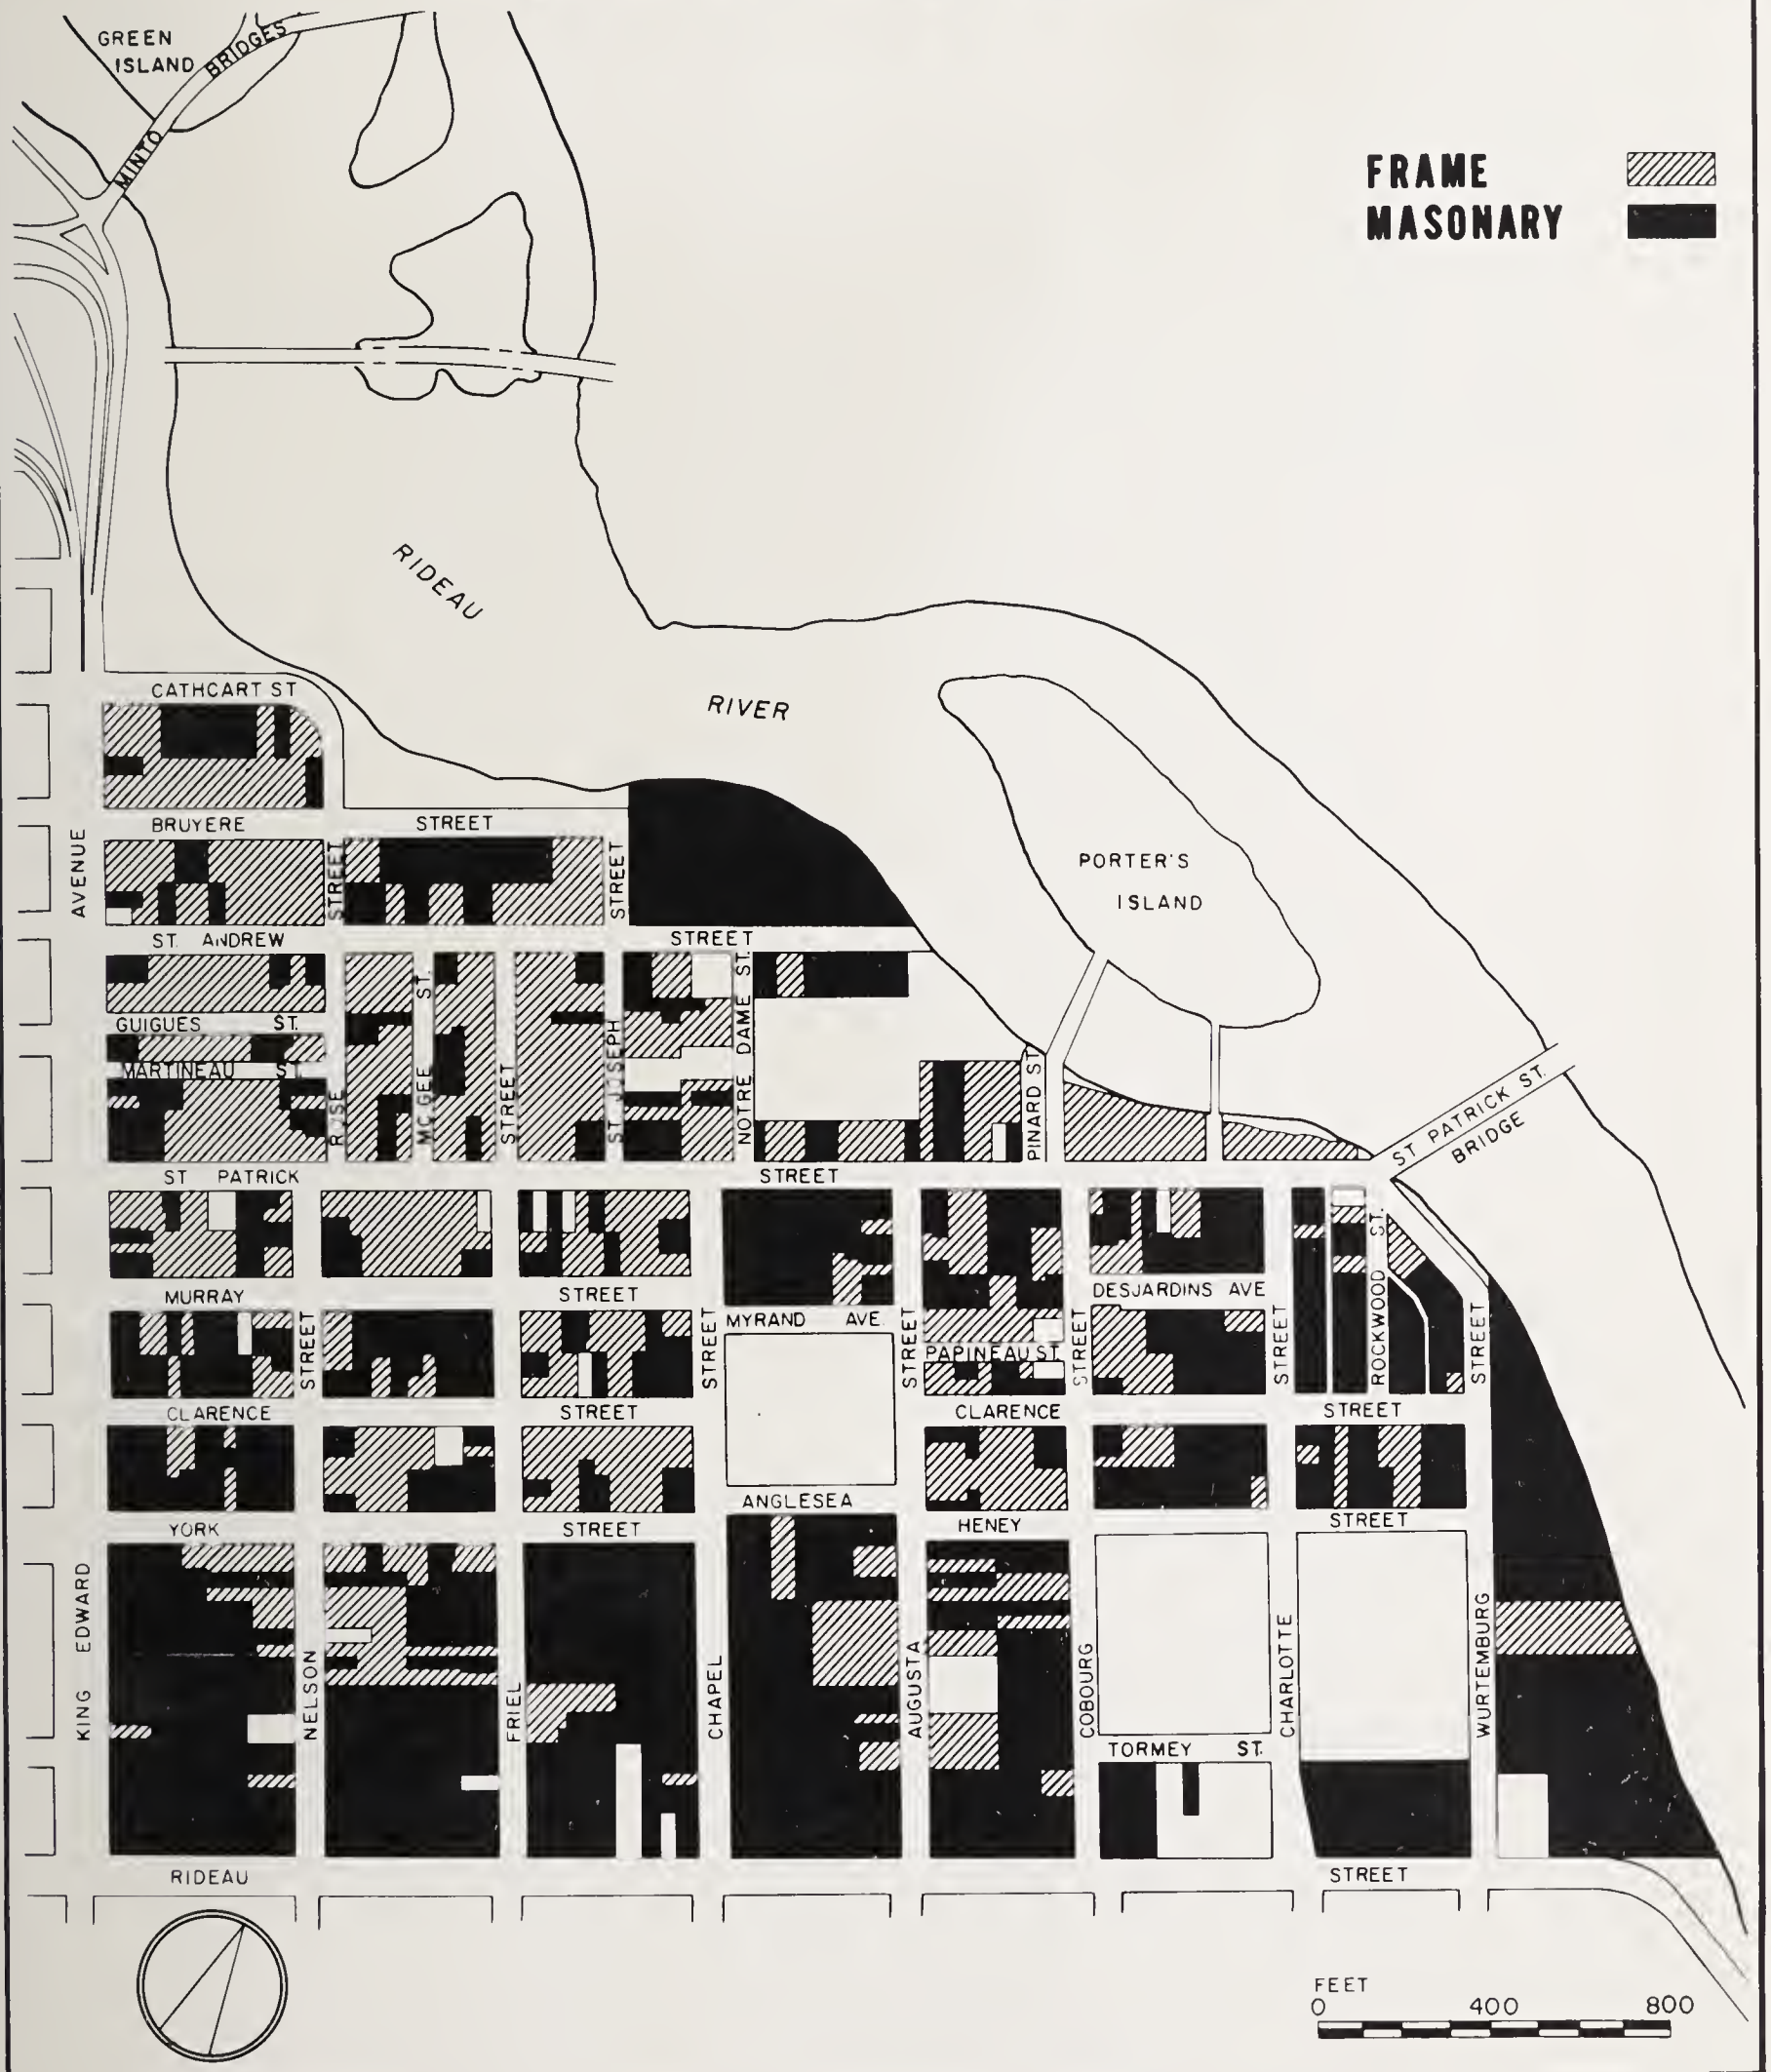 GREEN
ISLAND
MINTO BRIDGES
FRAME
MASONARY
RIDEAU
RIVER
PORTER'S
ISLAND
CATHCART ST
BRUYERE STREET
AVENUE
STREET
STREET
ST. ANDREW STREET
GUIGUES ST.
MARTINEAU ST.
ROSE
MC.GEE ST.
STREET
ST. JOSEPH
NOTRE DAME ST.
PINARD ST.
ST PATRICK ST.
BRIDGE
ST PATRICK STREET
MURRAY STREET
DESJARDINS AVE
MYRAND AVE.
PAPINEAU ST.
STREET
STREET
STREET
STREET
STREET
ROCKWOOD ST.
STREET
CLARENCE STREET CLARENCE STREET
ANGLESEA
YORK STREET HENEY STREET
KING EDWARD
NELSON
FRIEL
CHAPEL
AUGUSTA
COBOURG
CHARLOTTE
WURTEMBURG
TORMEY ST.
RIDEAU STREET
FEET
0 400 800